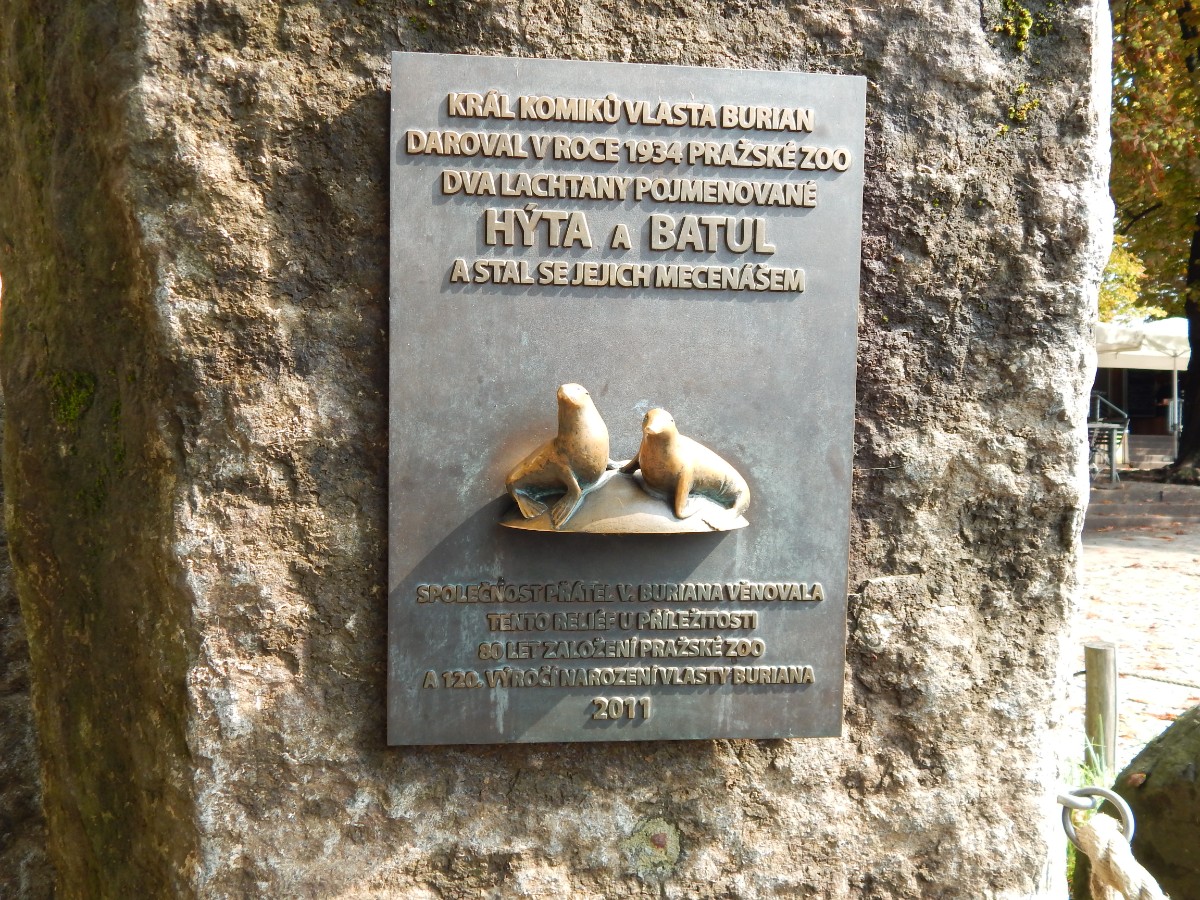 KRÁL KOMIKŮ VLASTA BURIAN
DAROVAL V ROCE 1934 PRAŽSKÉ ZOO
DVA LACHTANY POJMENOVANÉ
HÝTA A BATUL
A STAL SE JEJICH MECENÁŠEM
SPOLEČNOST PŘÁTEL V. BURIANA VĚNOVALA
TENTO RELIÉF U PŘÍLEŽITOSTI
80 LET ZALOŽENÍ PRAŽSKÉ ZOO
A 120. VÝROČÍ NAROZENÍ VLASTY BURIANA
2011